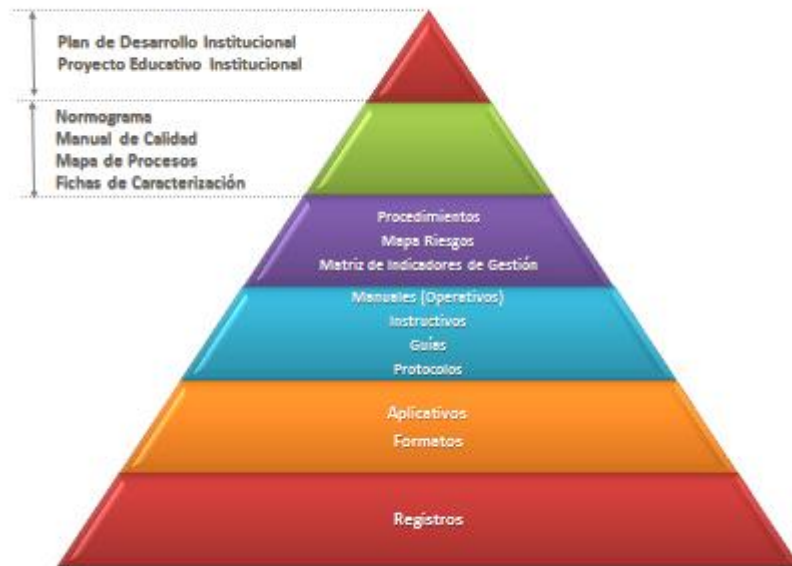 Plan de Desarrollo Institucional
Proyecto Educativo Institucional
Normograma
Manual de Calidad
Mapa de Procesos
Fichas de Caracterización
Procedimientos
Mapa Riesgos
Matriz de Indicadores de Gestión
Manuales (Operativos)
Instructivos
Guías
Protocolos
Aplicativos
Formatos
Registros